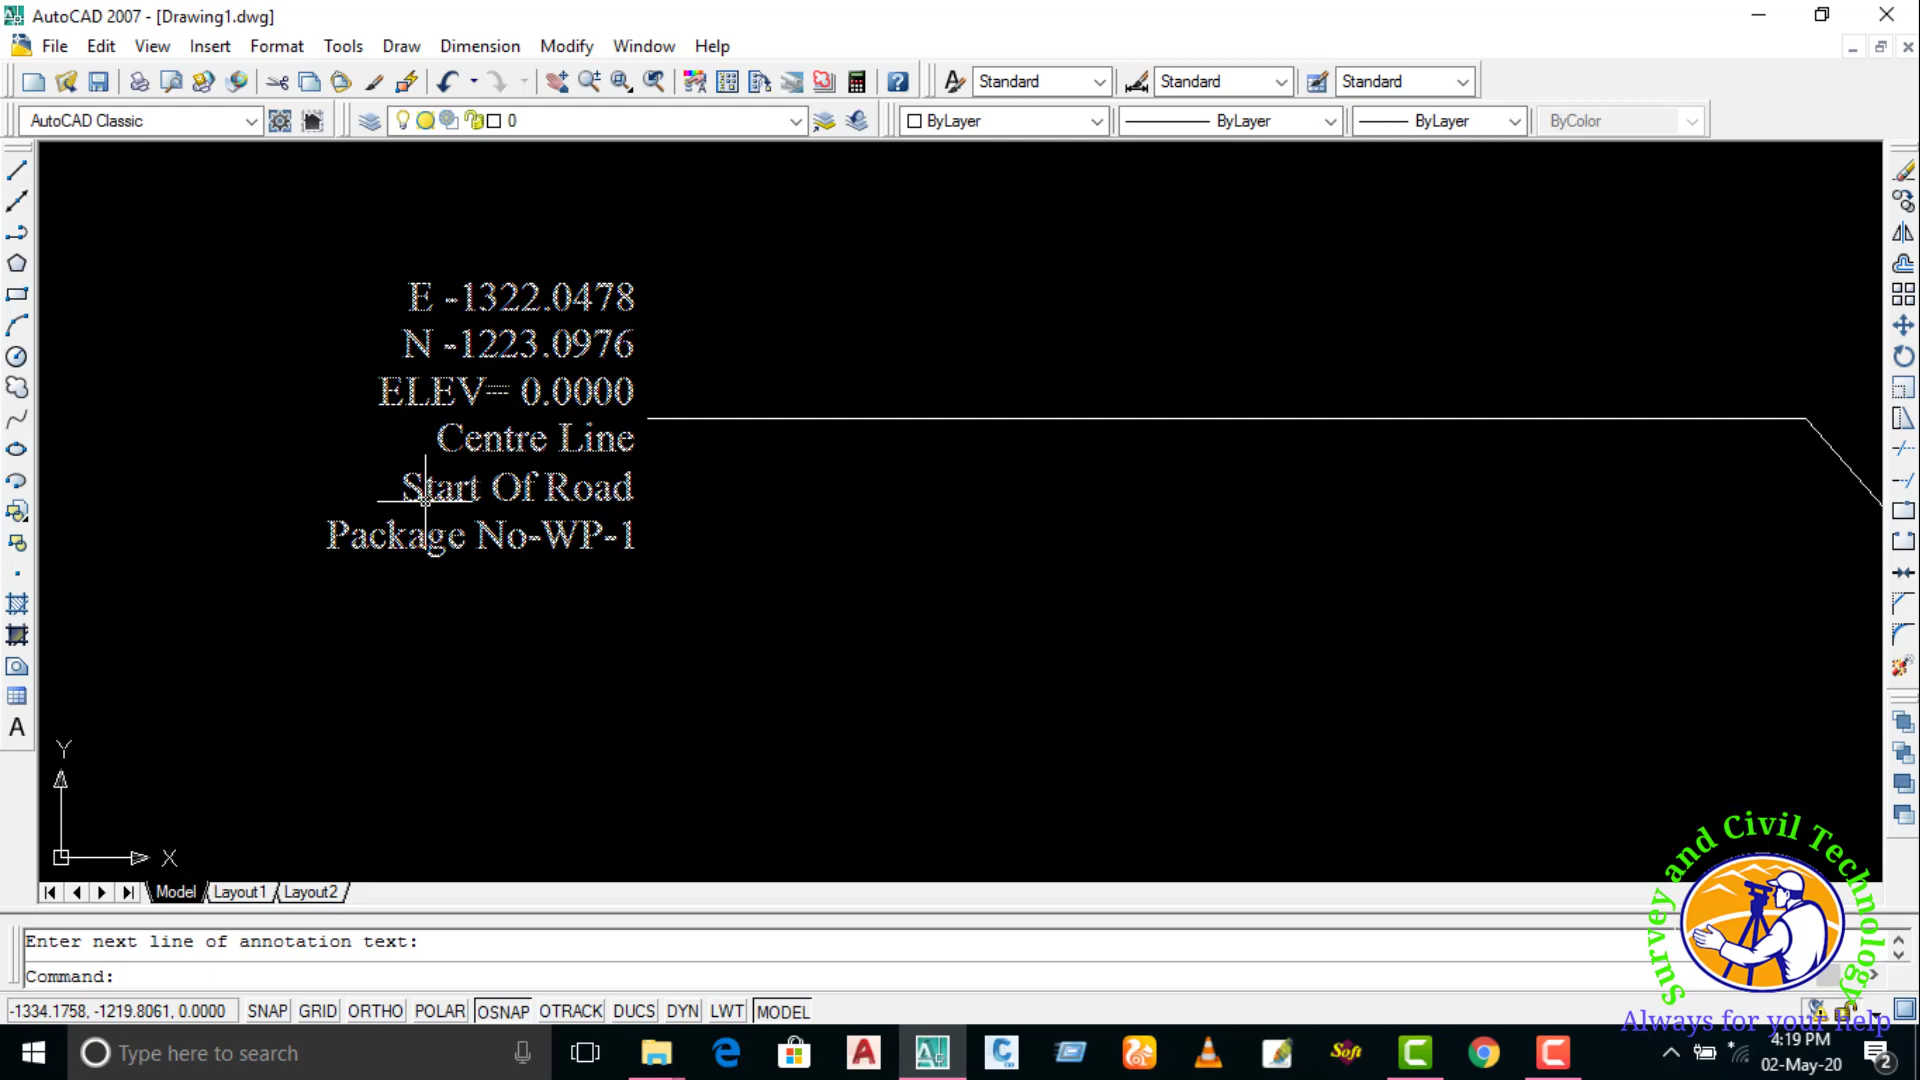 AutoCAD 2007 - [Drawing1.dwg]
File Edit View Insert Format Tools Draw Dimension Modify Window Help
Standard Standard Standard
AutoCAD Classic 0 ByLayer ByLayer ByLayer ByColor
E -1322.0478
N -1223.0976
ELEV= 0.0000
Centre Line
Start Of Road
Package No-WP-1
Y
X
Model Layout1 Layout2
Enter next line of annotation text:
Command:
-1334.1758, -1219.8061, 0.0000 SNAP GRID ORTHO POLAR OSNAP OTRACK DUCS DYN LWT MODEL
Survey and Civil Technology
Always for your help
Type here to search
Soft
4:19 PM
02-May-20
2